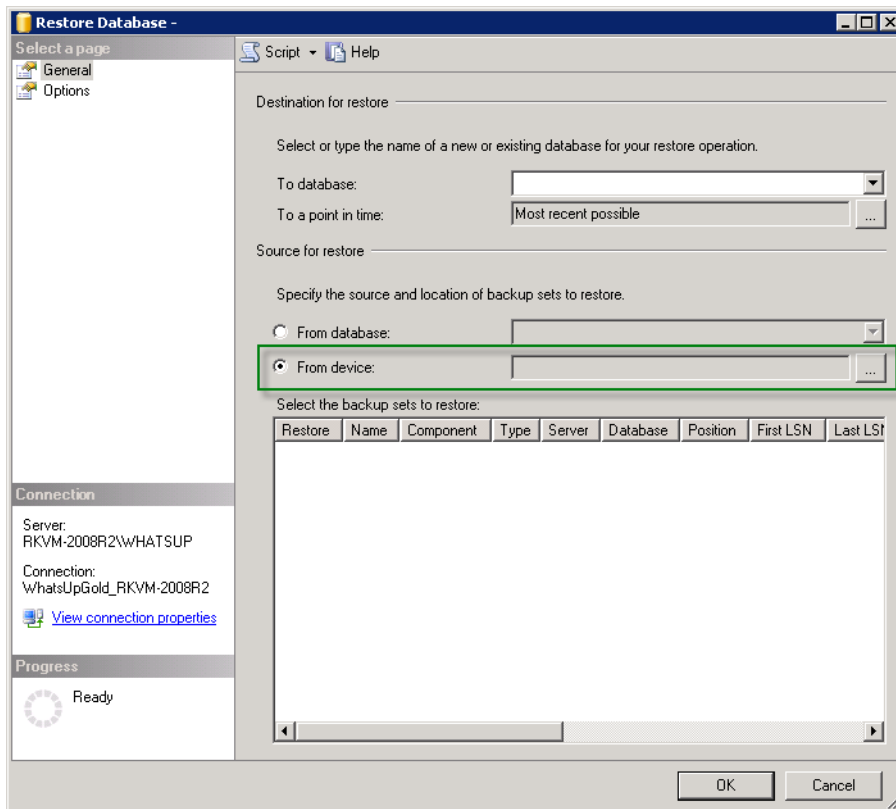 Restore Database -
Select a page
General
Options
Script Help
Destination for restore
Select or type the name of a new or existing database for your restore operation.
To database:
To a point in time: Most recent possible ...
Source for restore
Specify the source and location of backup sets to restore.
From database:
From device: ...
Select the backup sets to restore:
Restore Name Component Type Server Database Position First LSN Last LSN
Connection
Server:
RKVM-2008R2\WHATSUP
Connection:
WhatsUpGold_RKVM-2008R2
View connection properties
Progress
Ready
OK Cancel